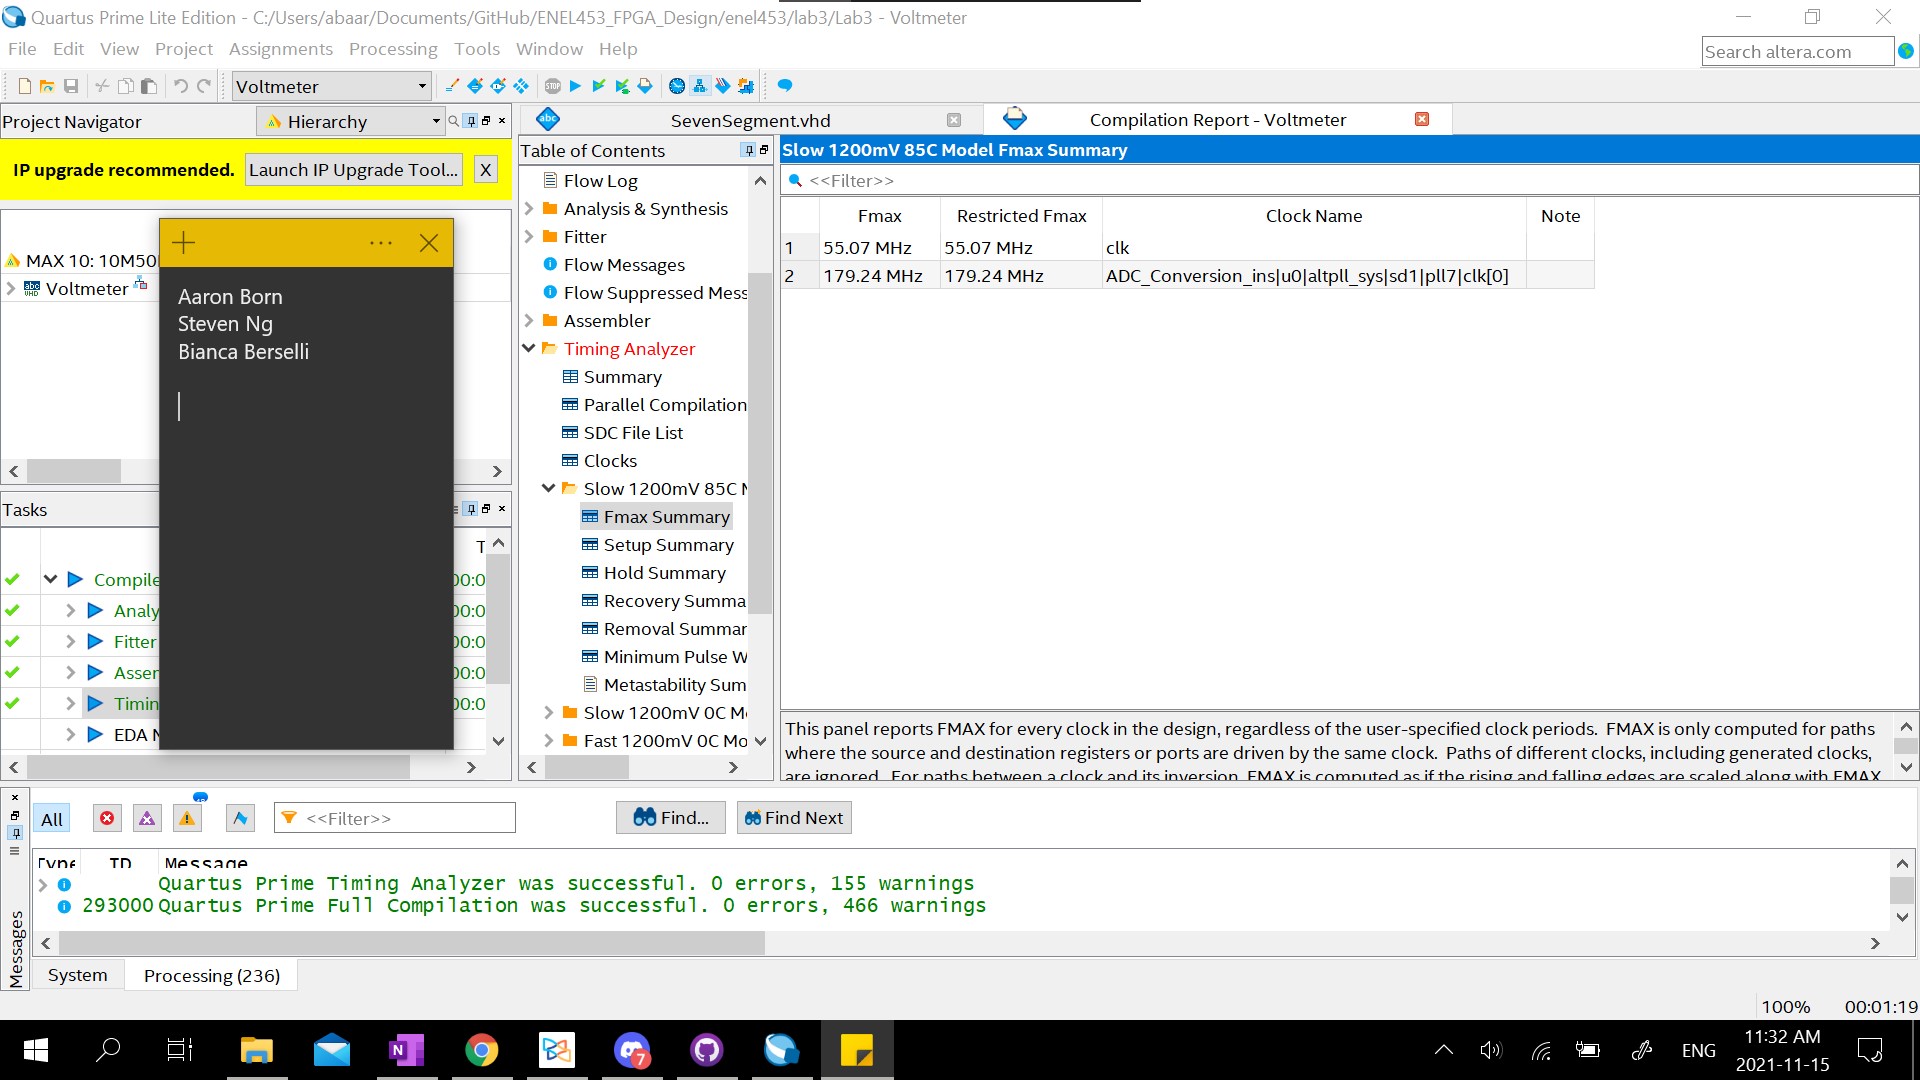 Quartus Prime Lite Edition - C:/Users/abaar/Documents/GitHub/ENEL453_FPGA_Design/enel453/lab3/Lab3 - Voltmeter
File Edit View Project Assignments Processing Tools Window Help
Search altera.com
Voltmeter
Project Navigator
Hierarchy
IP upgrade recommended.
Launch IP Upgrade Tool...
X
MAX 10: 10M50
Voltmeter
Aaron Born
Steven Ng
Bianca Berselli
Tasks
T
Compile
00:0
Analy
00:0
Fitter
00:0
Asser
00:0
Timin
00:0
EDA N
SevenSegment.vhd
Compilation Report - Voltmeter
Table of Contents
Flow Log
Analysis & Synthesis
Fitter
Flow Messages
Flow Suppressed Mess
Assembler
Timing Analyzer
Summary
Parallel Compilation
SDC File List
Clocks
Slow 1200mV 85C M
Fmax Summary
Setup Summary
Hold Summary
Recovery Summa
Removal Summar
Minimum Pulse W
Metastability Sum
Slow 1200mV 0C Mo
Fast 1200mV 0C Mo
Slow 1200mV 85C Model Fmax Summary
<<Filter>>
Fmax Restricted Fmax Clock Name Note
1 55.07 MHz 55.07 MHz clk
2 179.24 MHz 179.24 MHz ADC_Conversion_ins|u0|altpll_sys|sd1|pll7|clk[0]
This panel reports FMAX for every clock in the design, regardless of the user-specified clock periods. FMAX is only computed for paths
where the source and destination registers or ports are driven by the same clock. Paths of different clocks, including generated clocks,
are ignored. For paths between a clock and its inversion, FMAX is computed as if the rising and falling edges are scaled along with FMAX
All
<<Filter>>
Find...
Find Next
Type ID Message
Quartus Prime Timing Analyzer was successful. 0 errors, 155 warnings
293000 Quartus Prime Full Compilation was successful. 0 errors, 466 warnings
Messages
System
Processing (236)
100% 00:01:19
7
ENG
11:32 AM
2021-11-15